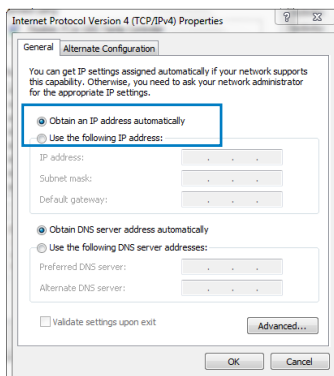 Internet Protocol Version 4 (TCP/IPv4) Properties
General
Alternate Configuration
You can get IP settings assigned automatically if your network supports
this capability. Otherwise, you need to ask your network administrator
for the appropriate IP settings.
Obtain an IP address automatically
Use the following IP address:
IP address:
Subnet mask:
Default gateway:
Obtain DNS server address automatically
Use the following DNS server addresses:
Preferred DNS server:
Alternate DNS server:
Validate settings upon exit
Advanced...
OK
Cancel